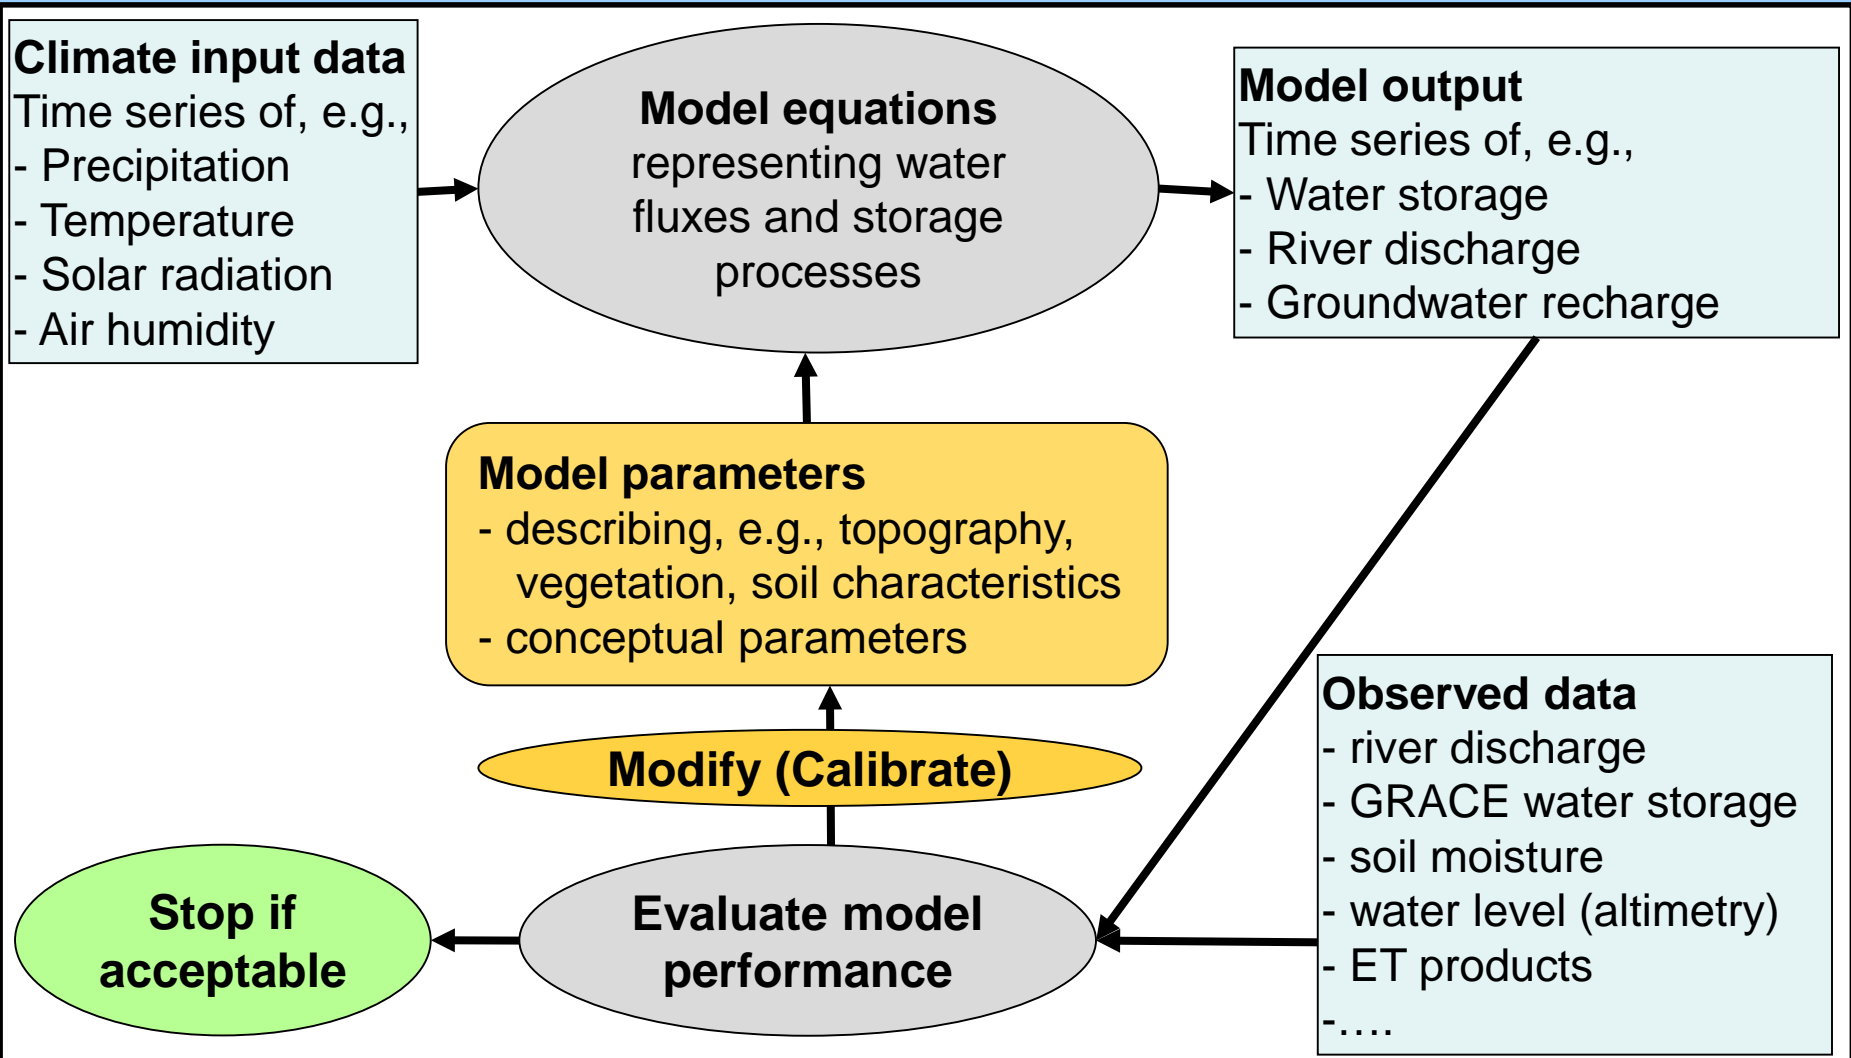 Climate input data
Time series of, e.g.,
- Precipitation
- Temperature
- Solar radiation
- Air humidity
Model equations
representing water
fluxes and storage
processes
Model output
Time series of, e.g.,
- Water storage
- River discharge
- Groundwater recharge
Model parameters
- describing, e.g., topography,
vegetation, soil characteristics
- conceptual parameters
Modify (Calibrate)
Observed data
- river discharge
- GRACE water storage
- soil moisture
- water level (altimetry)
- ET products
-….
Evaluate model
performance
Stop if
acceptable